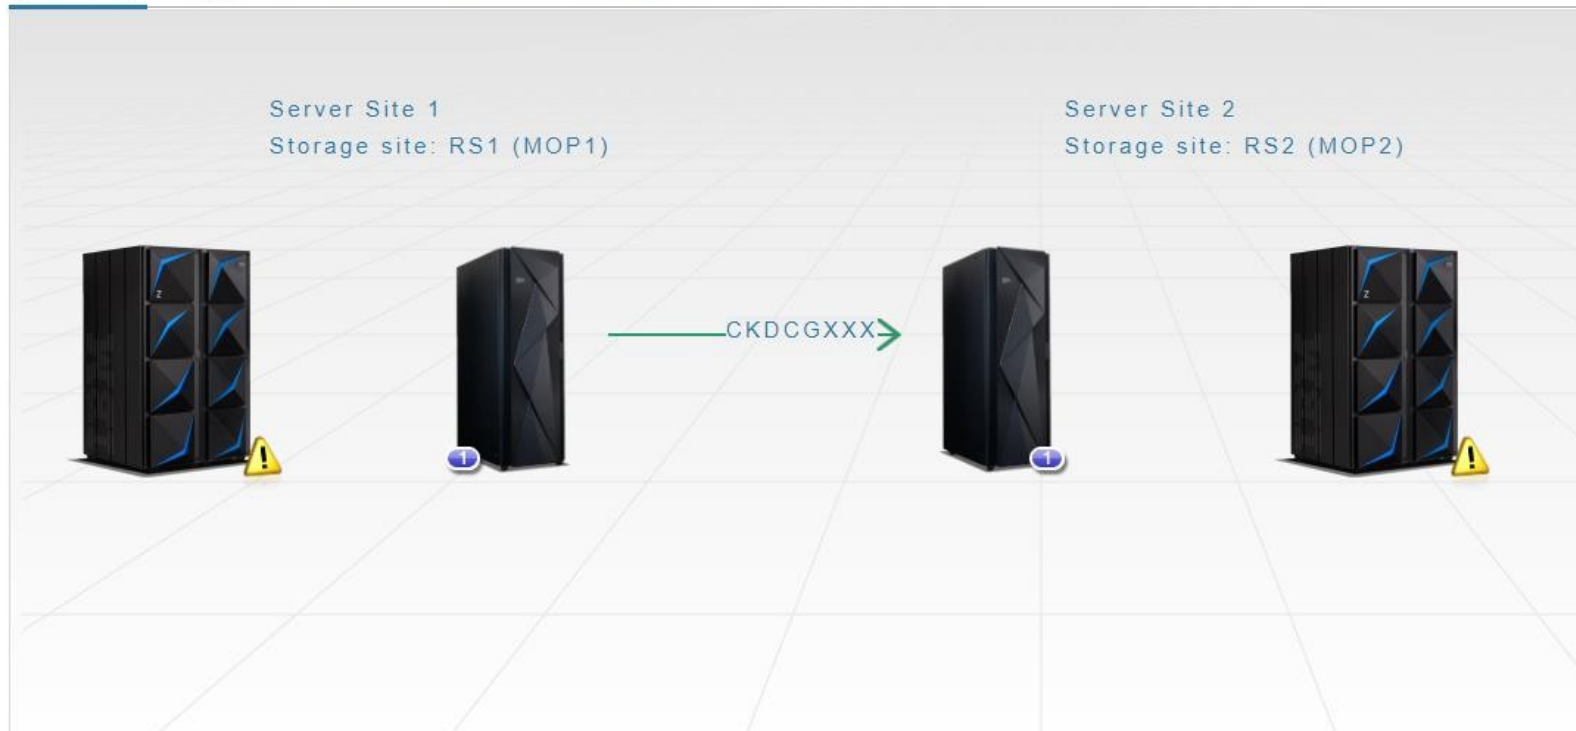 Server Site 1
Storage site: RS1 (MOP1)
Server Site 2
Storage site: RS2 (MOP2)
Z
Z
CKDCGXXX
1
1